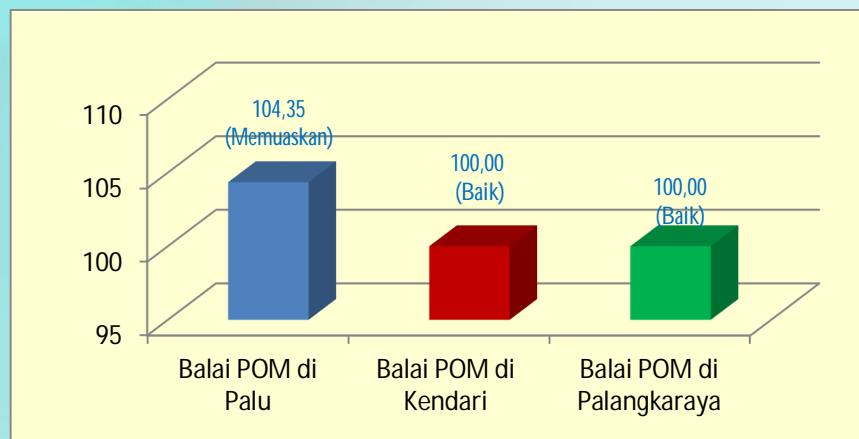 110
105
100
95
104,35
(Memuaskan)
100,00
(Baik)
100,00
(Baik)
Balai POM di
Palu
Balai POM di
Kendari
Balai POM di
Palangkaraya